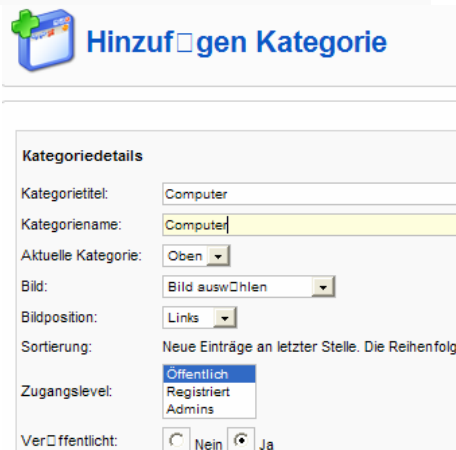 Hinzuf□gen Kategorie
Kategoriedetails
Kategorietitel: Computer
Kategoriename: Computer
Aktuelle Kategorie: Oben
Bild: Bild ausw□hlen
Bildposition: Links
Sortierung: Neue Einträge an letzter Stelle. Die Reihenfolg
Zugangslevel: Öffentlich
Registriert
Admins
Ver□ffentlicht: Nein Ja